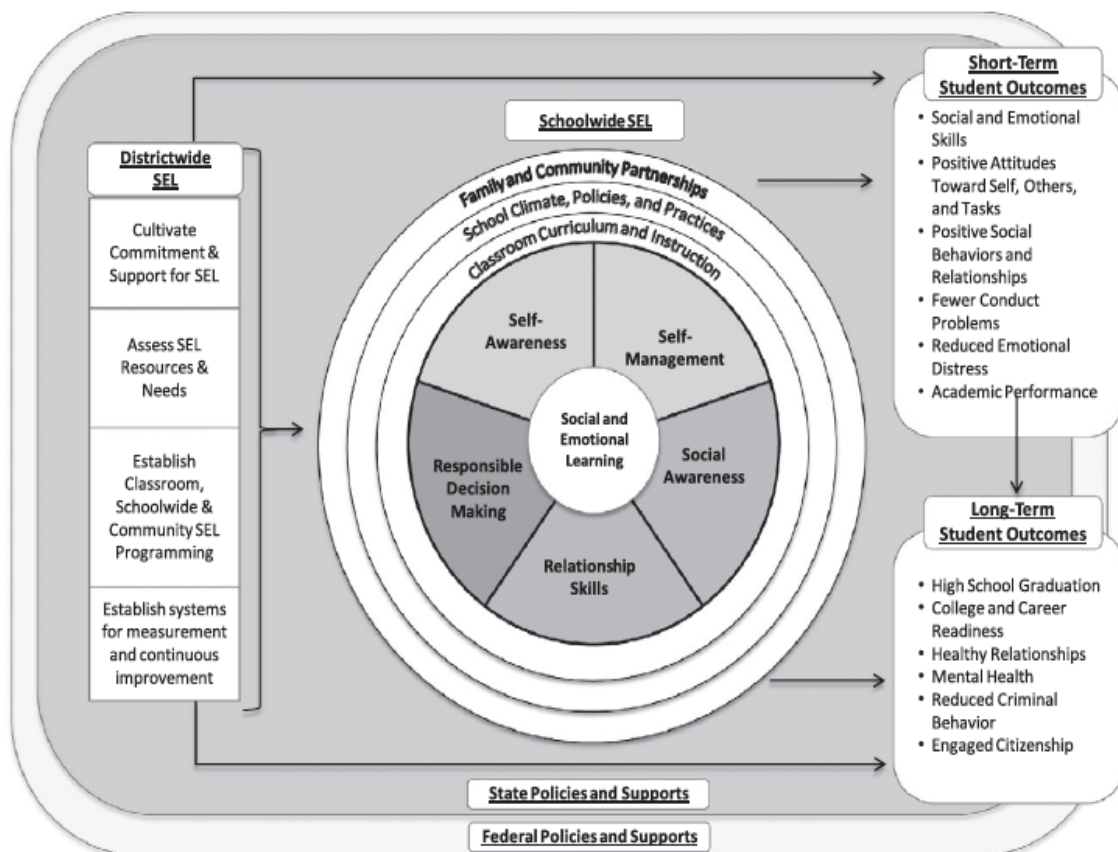 Districtwide
SEL
Cultivate
Commitment &
Support for SEL
Assess SEL
Resources &
Needs
Establish
Classroom,
Schoolwide &
Community SEL
Programming
Establish systems
for measurement
and continuous
improvement
Schoolwide SEL
Family and Community Partnerships
School Climate, Policies, and Practices
Classroom Curriculum and Instruction
Self-
Awareness
Self-
Management
Social and
Emotional
Learning
Responsible
Decision
Making
Social
Awareness
Relationship
Skills
Short-Term
Student Outcomes
• Social and Emotional
Skills
• Positive Attitudes
Toward Self, Others,
and Tasks
• Positive Social
Behaviors and
Relationships
• Fewer Conduct
Problems
• Reduced Emotional
Distress
• Academic Performance
Long-Term
Student Outcomes
• High School Graduation
• College and Career
Readiness
• Healthy Relationships
• Mental Health
• Reduced Criminal
Behavior
• Engaged Citizenship
State Policies and Supports
Federal Policies and Supports